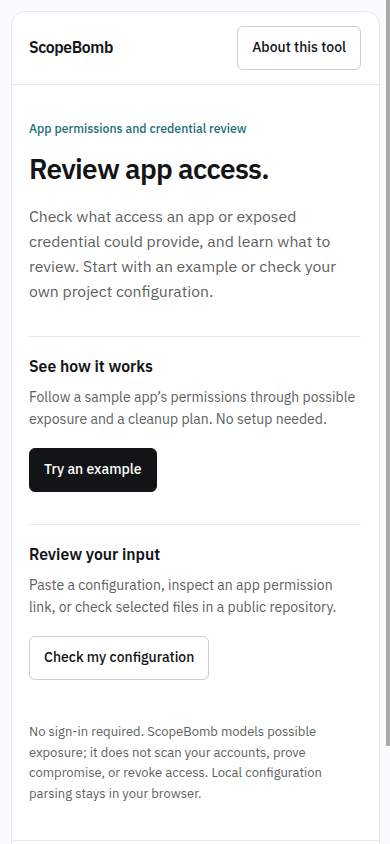 ScopeBomb
About this tool
App permissions and credential review
Review app access.
Check what access an app or exposed
credential could provide, and learn what to
review. Start with an example or check your
own project configuration.
See how it works
Follow a sample app’s permissions through possible
exposure and a cleanup plan. No setup needed.
Try an example
Review your input
Paste a configuration, inspect an app permission
link, or check selected files in a public repository.
Check my configuration
No sign-in required. ScopeBomb models possible
exposure; it does not scan your accounts, prove
compromise, or revoke access. Local configuration
parsing stays in your browser.